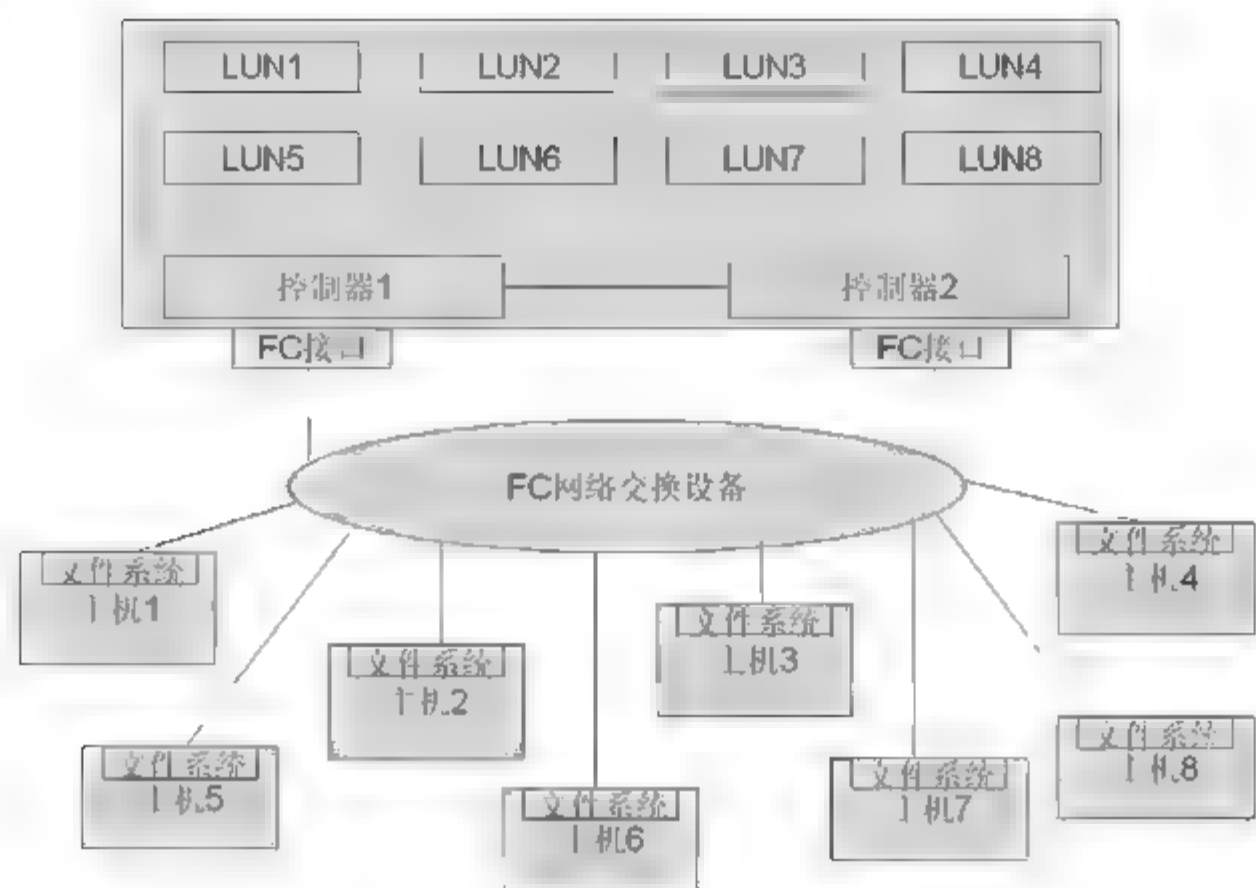 LUN1 LUN2 LUN3 LUN4
LUN5 LUN6 LUN7 LUN8
控制器1 控制器2
FC接口 FC接口
FC网络交换设备
文件系统
主机1
文件系统
主机2
文件系统
主机3
文件系统
主机4
文件系统
主机5
文件系统
主机6
文件系统
主机7
文件系统
主机8